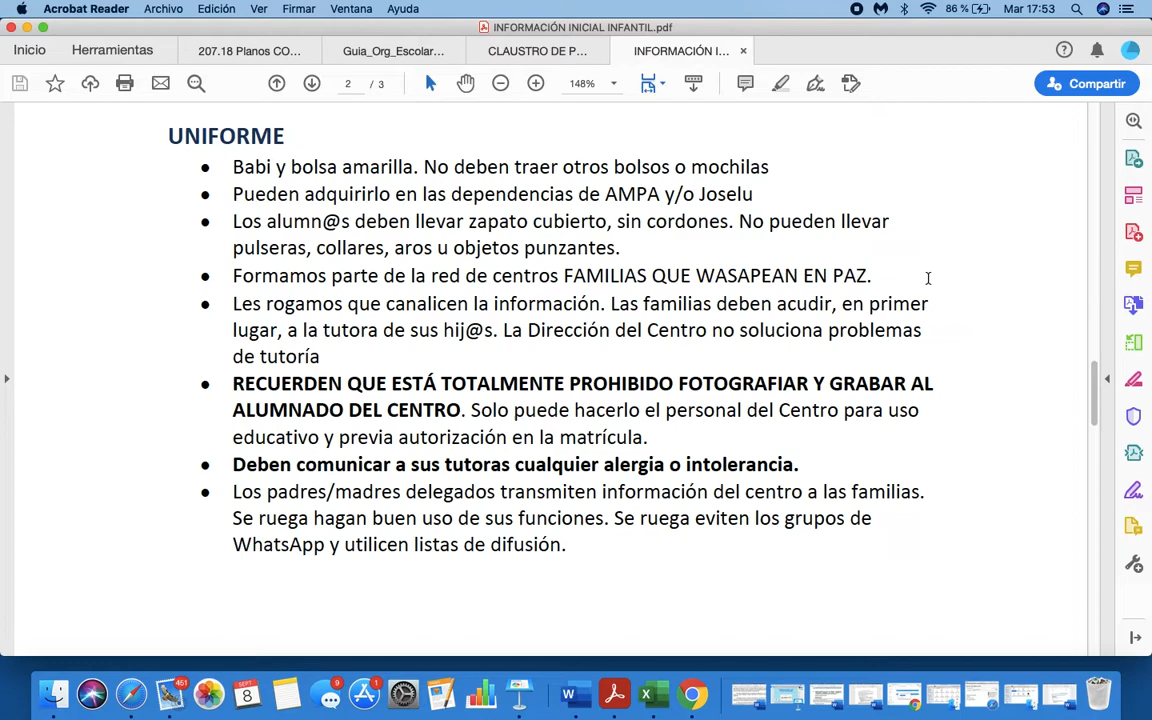 Acrobat Reader Archivo Edición Ver Firmar Ventana Ayuda 86 % Mar 17:53
INFORMACIÓN INICIAL INFANTIL.pdf
Inicio Herramientas 207.18 Planos CO... Guia_Org_Escolar... CLAUSTRO DE P... INFORMACIÓN I... ×
2 / 3 148% Compartir
UNIFORME
• Babi y bolsa amarilla. No deben traer otros bolsos o mochilas
• Pueden adquirirlo en las dependencias de AMPA y/o Joselu
• Los alumn@s deben llevar zapato cubierto, sin cordones. No pueden llevar
pulseras, collares, aros u objetos punzantes.
• Formamos parte de la red de centros FAMILIAS QUE WASAPEAN EN PAZ.
• Les rogamos que canalicen la información. Las familias deben acudir, en primer
lugar, a la tutora de sus hij@s. La Dirección del Centro no soluciona problemas
de tutoría
• RECUERDEN QUE ESTÁ TOTALMENTE PROHIBIDO FOTOGRAFIAR Y GRABAR AL
ALUMNADO DEL CENTRO. Solo puede hacerlo el personal del Centro para uso
educativo y previa autorización en la matrícula.
• Deben comunicar a sus tutoras cualquier alergia o intolerancia.
• Los padres/madres delegados transmiten información del centro a las familias.
Se ruega hagan buen uso de sus funciones. Se ruega eviten los grupos de
WhatsApp y utilicen listas de difusión.
451 SEPT 8 9 1 W X